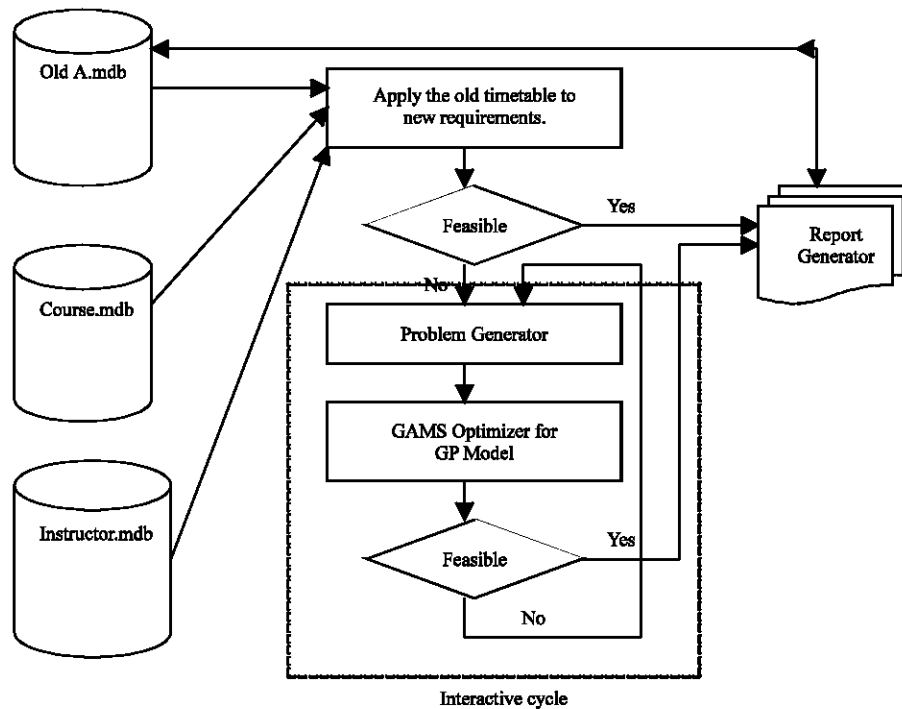 Old A.mdb
Apply the old timetable to
new requirements.
Yes
Feasible
Report
Generator
No
Course.mdb
Problem Generator
GAMS Optimizer for
GP Model
Instructor.mdb
Yes
Feasible
No
Interactive cycle